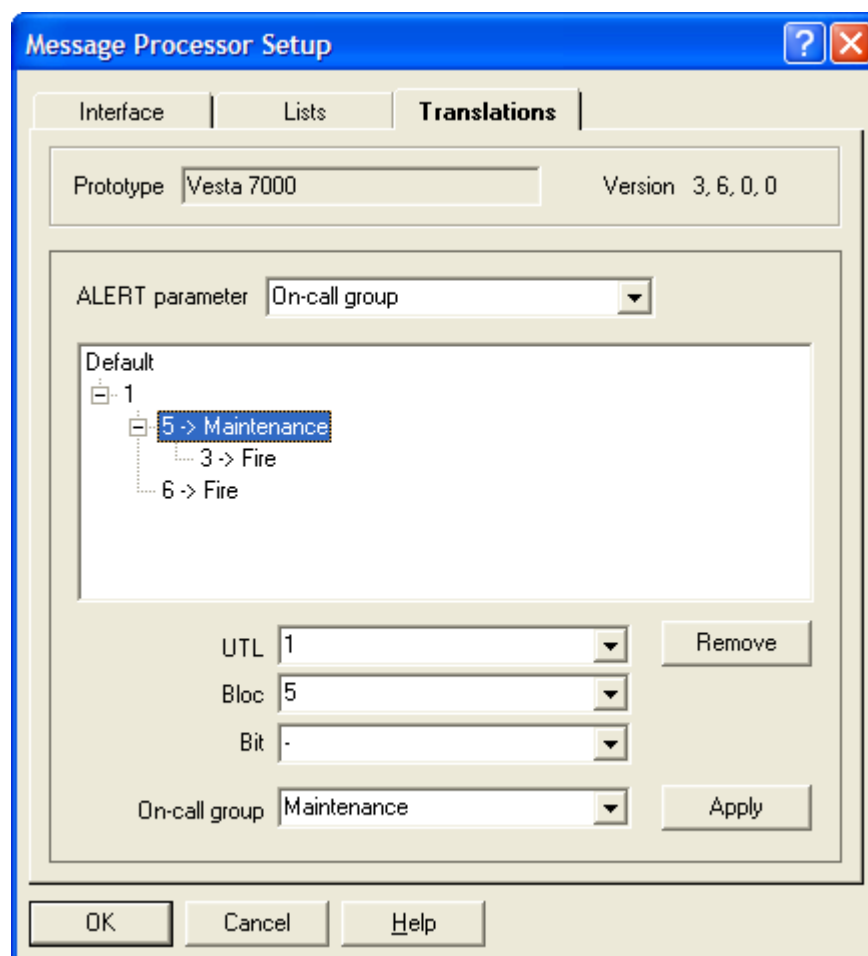 Message Processor Setup
Interface Lists Translations
Prototype Vesta 7000 Version 3, 6, 0, 0
ALERT parameter On-call group
Default
1
5 -> Maintenance
3 -> Fire
6 -> Fire
UTL 1 Remove
Bloc 5
Bit -
On-call group Maintenance Apply
OK Cancel Help